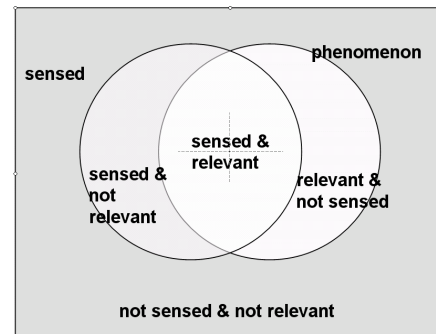 phenomenon
sensed
sensed &
relevant
sensed &
not
relevant
relevant &
not sensed
not sensed & not relevant